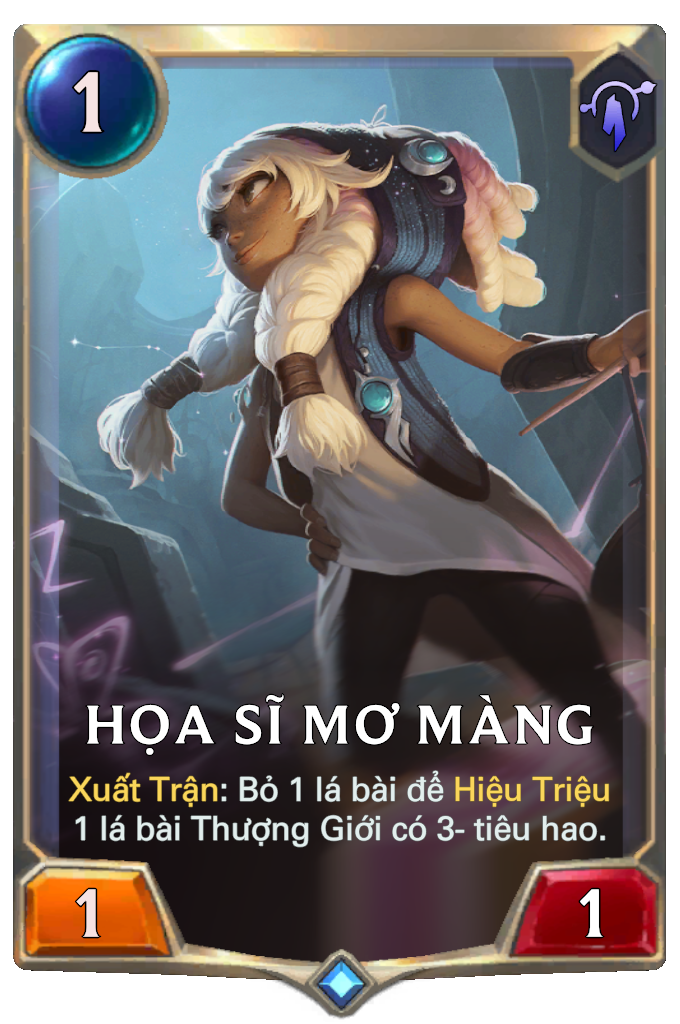 1
HỌA SĨ MƠ MÀNG
Xuất Trận: Bỏ 1 lá bài để Hiệu Triệu
1 lá bài Thượng Giới có 3- tiêu hao.
1
1